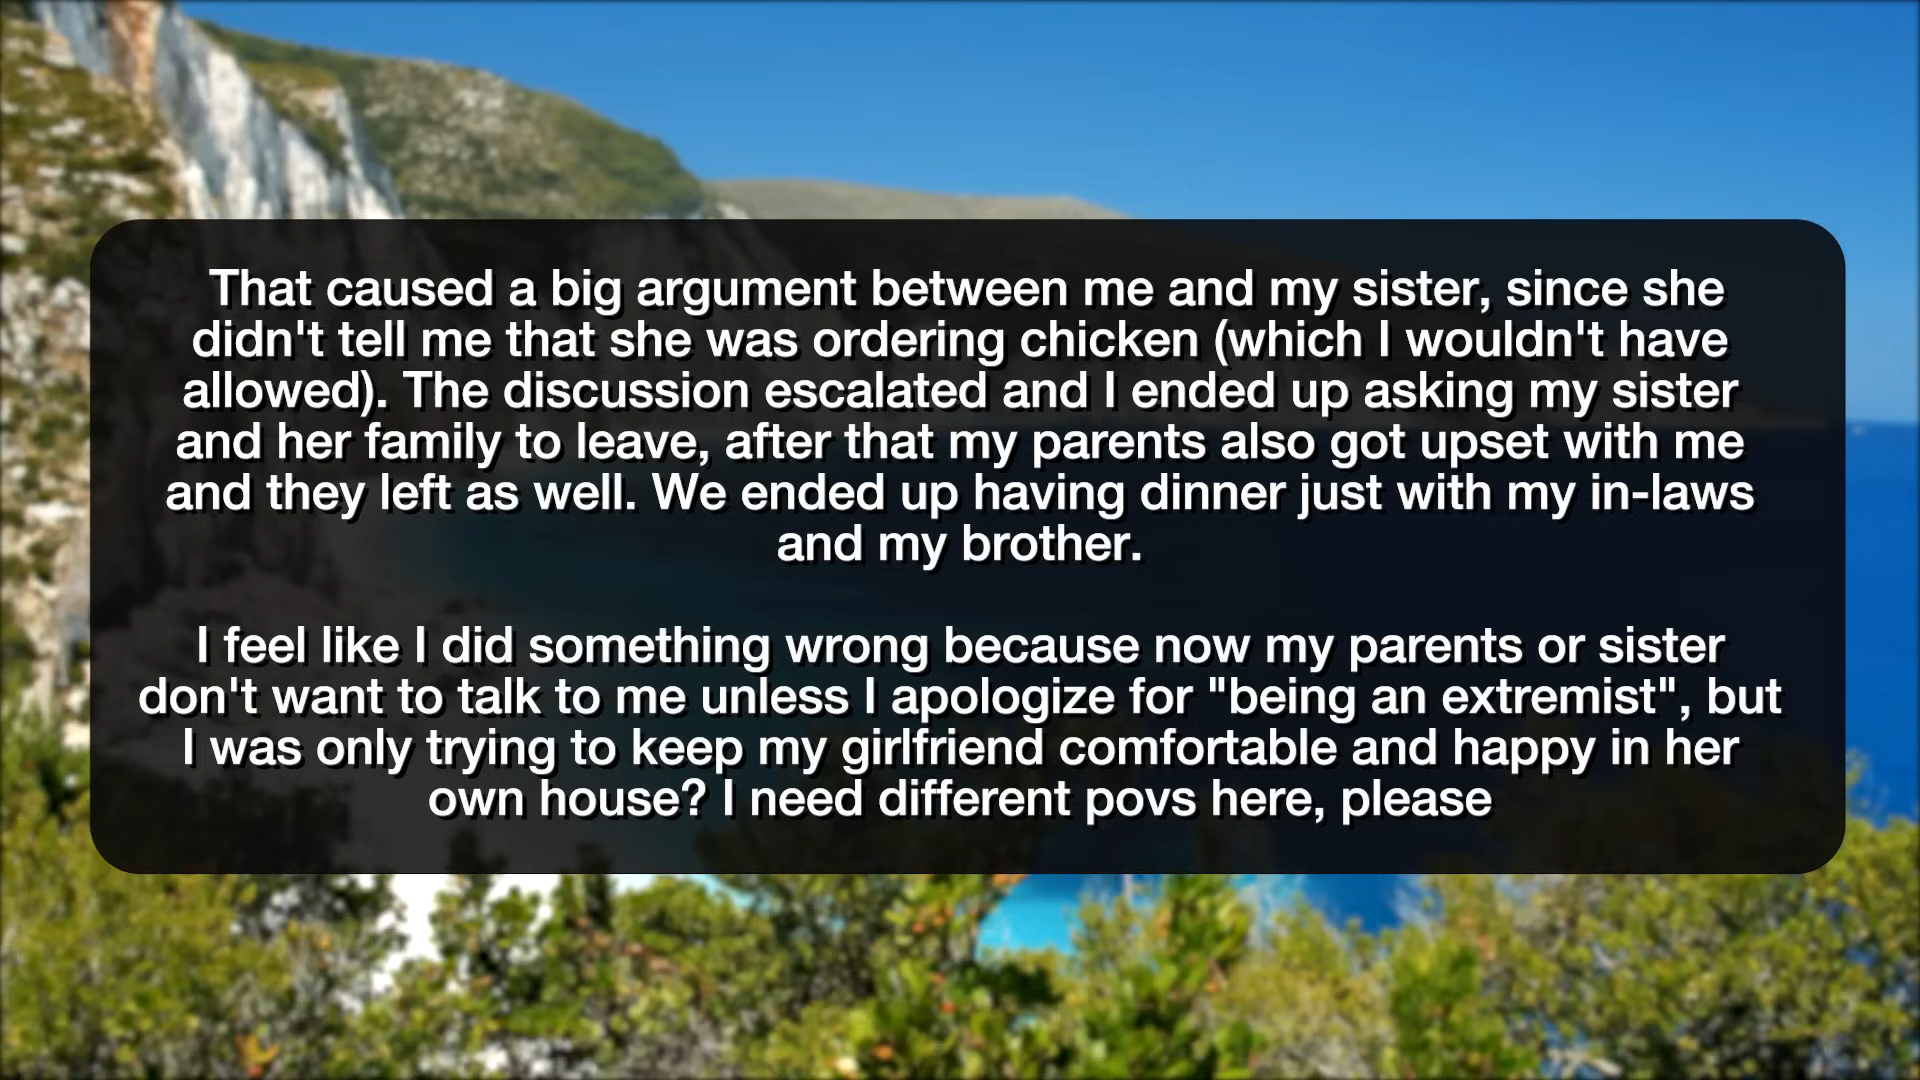 That caused a big argument between me and my sister, since she
didn't tell me that she was ordering chicken (which I wouldn't have
allowed). The discussion escalated and I ended up asking my sister
and her family to leave, after that my parents also got upset with me
and they left as well. We ended up having dinner just with my in-laws
and my brother.
I feel like I did something wrong because now my parents or sister
don't want to talk to me unless I apologize for "being an extremist", but
I was only trying to keep my girlfriend comfortable and happy in her
own house? I need different povs here, please